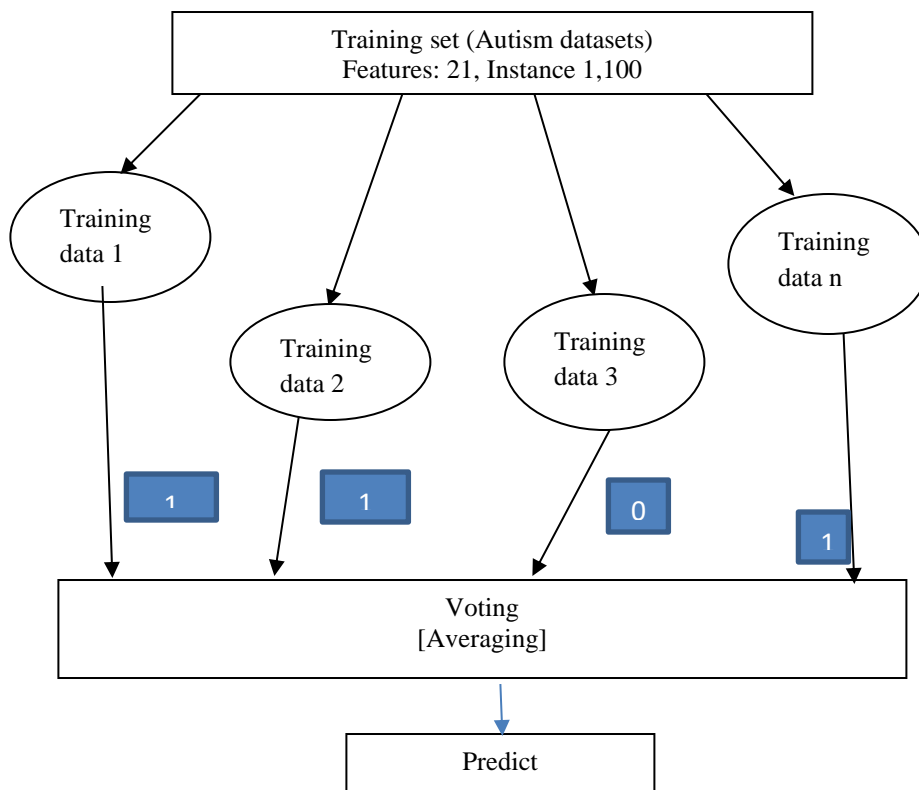 Training set (Autism datasets)
Features: 21, Instance 1,100
Training
data 1
Training
data n
Training
data 2
Training
data 3
1
1
0
1
Voting
[Averaging]
Predict